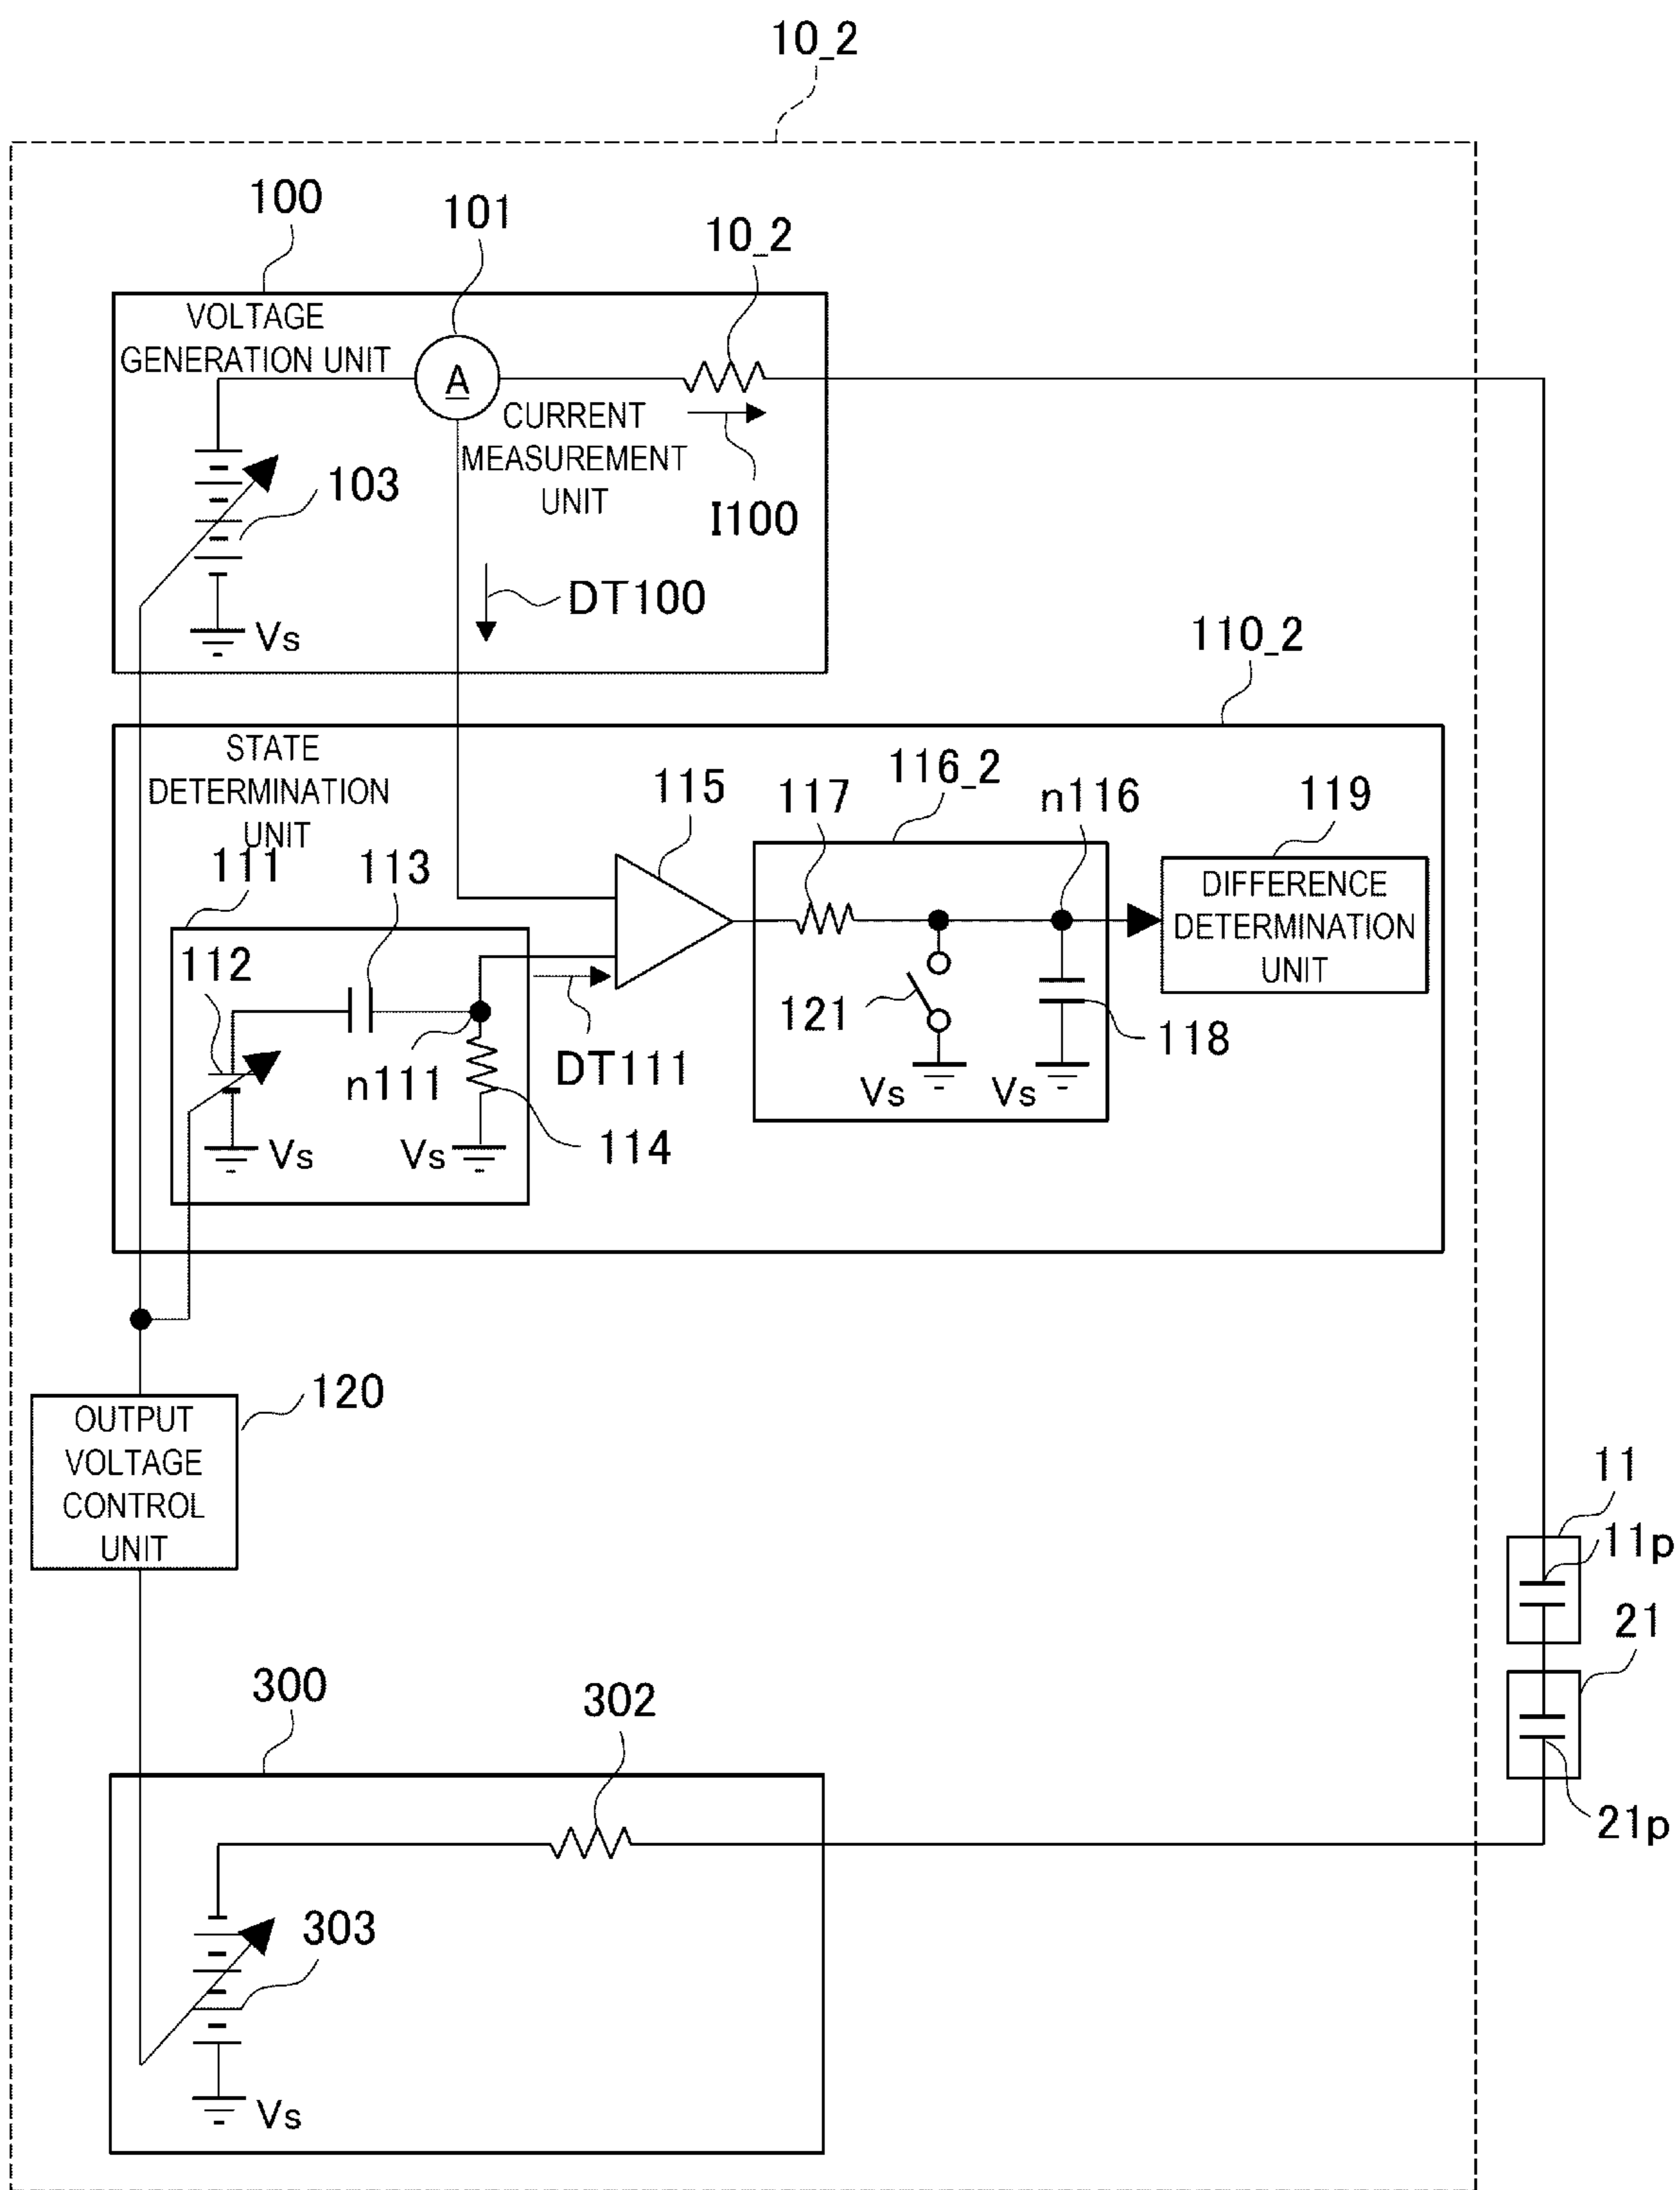 10_2
100
101
10_2
VOLTAGE
GENERATION UNIT
A
CURRENT
MEASUREMENT
UNIT
103
I100
DT100
Vs
110_2
STATE
DETERMINATION
UNIT
111
113
115
117
116_2
n116
119
DIFFERENCE
DETERMINATION
UNIT
112
121
118
n111
DT111
Vs
Vs
Vs
Vs
114
120
OUTPUT
VOLTAGE
CONTROL
UNIT
11
11p
21
21p
300
302
303
Vs